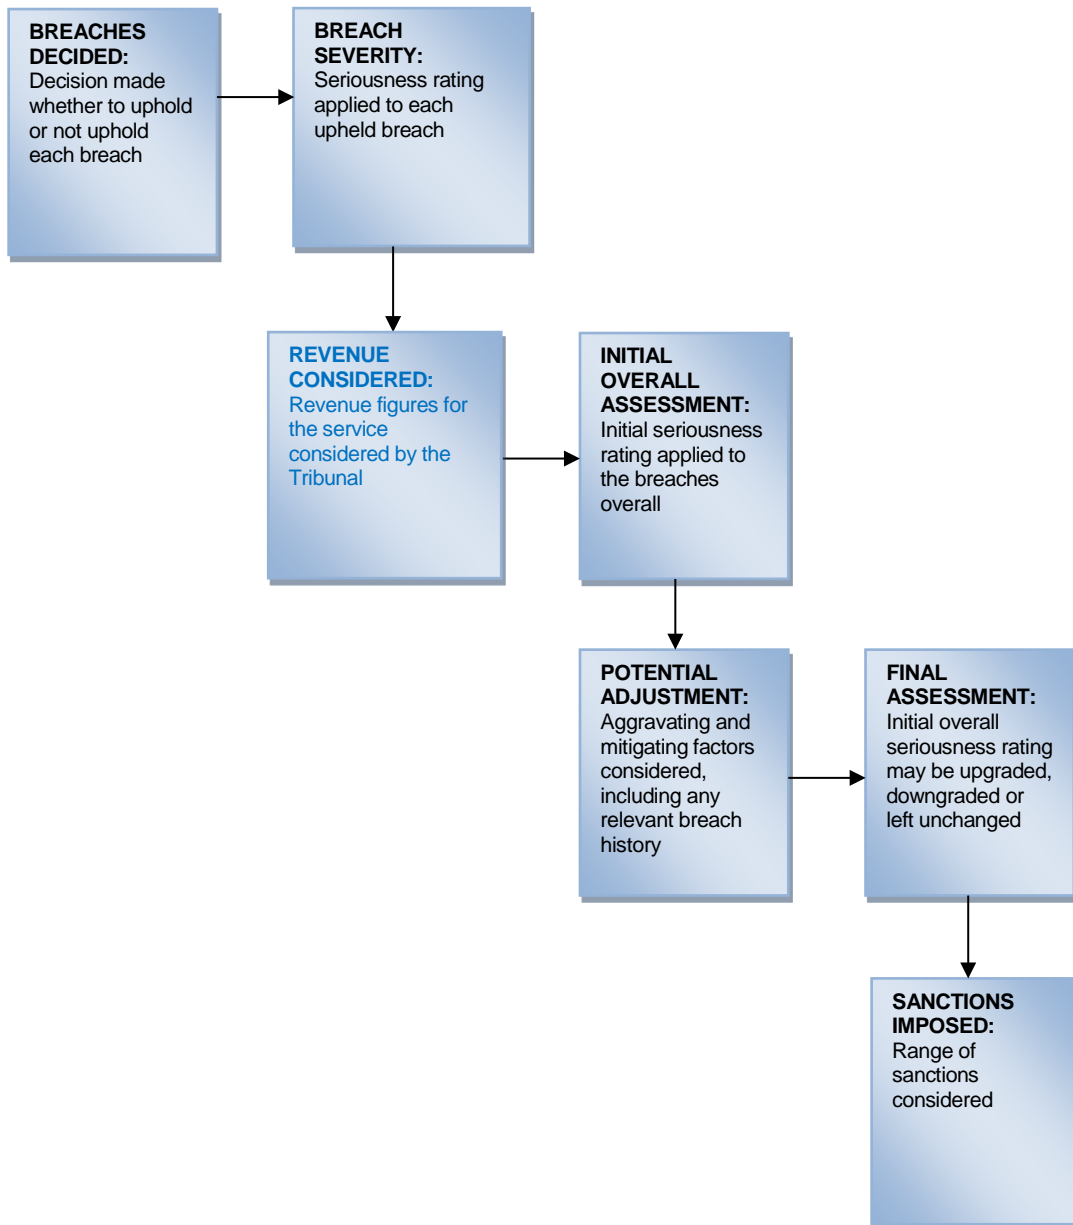 BREACHES
DECIDED:
Decision made
whether to uphold
or not uphold
each breach
BREACH
SEVERITY:
Seriousness rating
applied to each
upheld breach
REVENUE
CONSIDERED:
Revenue figures for
the service
considered by the
Tribunal
INITIAL
OVERALL
ASSESSMENT:
Initial seriousness
rating applied to
the breaches
overall
POTENTIAL
ADJUSTMENT:
Aggravating and
mitigating factors
considered,
including any
relevant breach
history
FINAL
ASSESSMENT:
Initial overall
seriousness rating
may be upgraded,
downgraded or
left unchanged
SANCTIONS
IMPOSED:
Range of
sanctions
considered